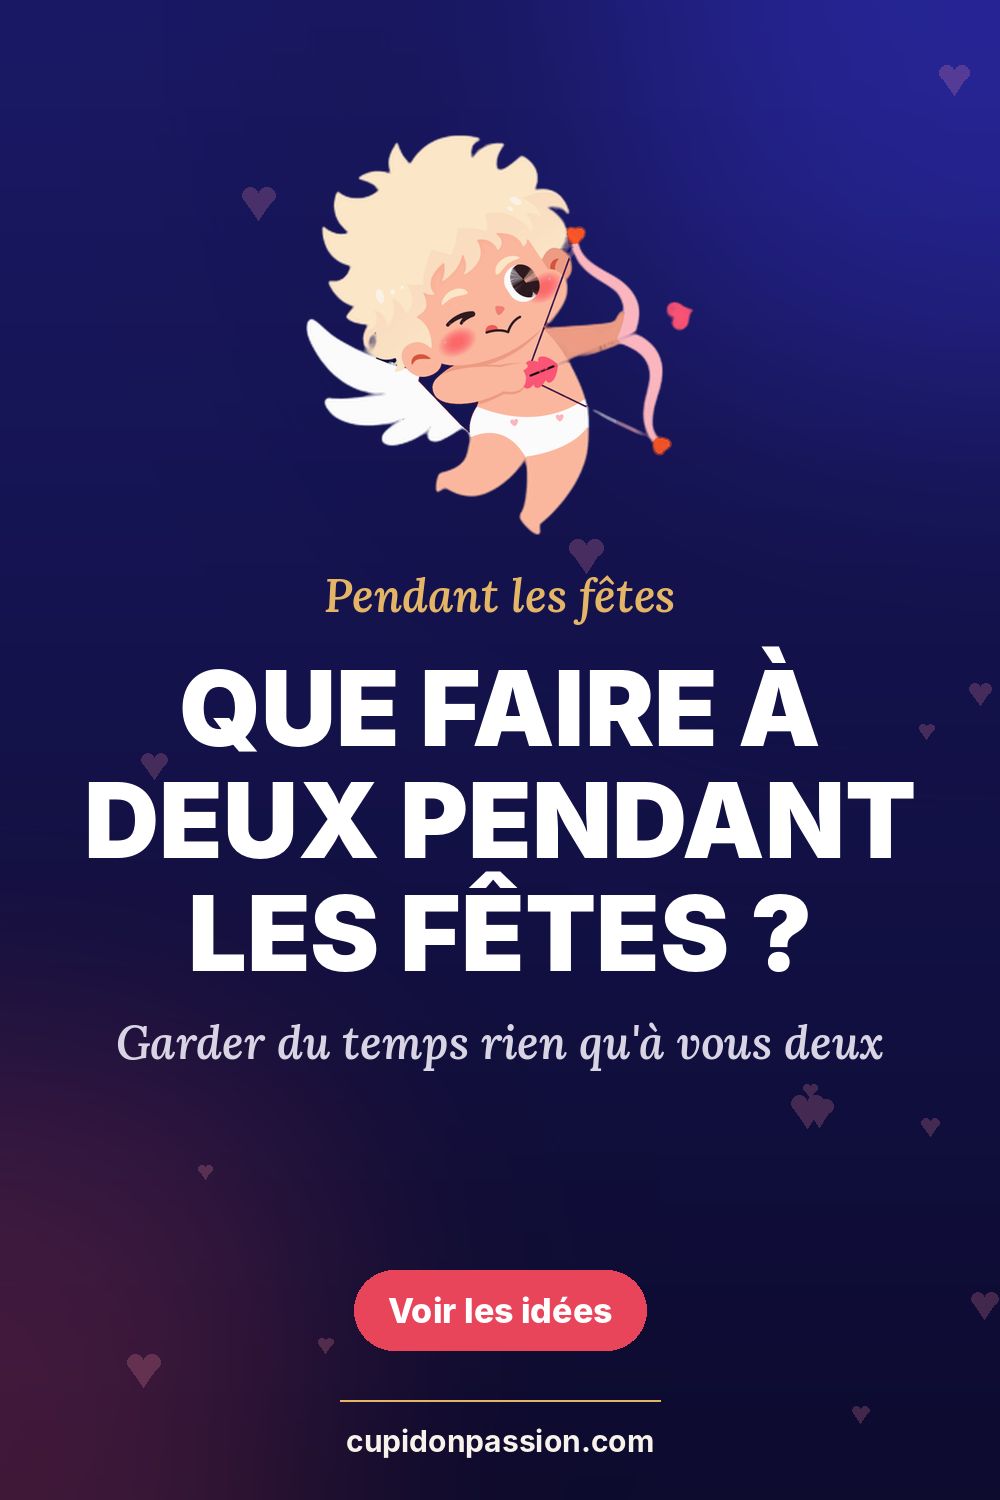 Pendant les fêtes
QUE FAIRE À
DEUX PENDANT
LES FÊTES ?
Garder du temps rien qu'à vous deux
Voir les idées
cupidonpassion.com